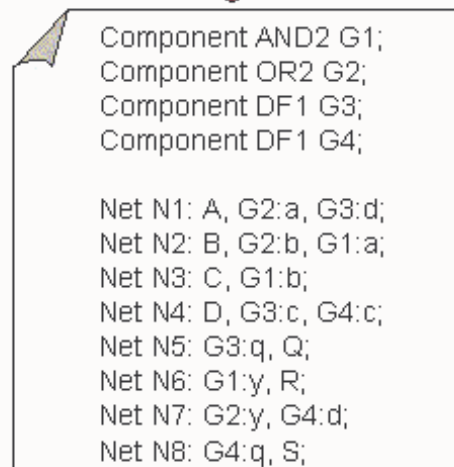 Component AND2 G1;
Component OR2 G2;
Component DF1 G3;
Component DF1 G4;
Net N1: A, G2:a, G3:d;
Net N2: B, G2:b, G1:a;
Net N3: C, G1:b;
Net N4: D, G3:c, G4:c;
Net N5: G3:q, Q;
Net N6: G1:y, R;
Net N7: G2:y, G4:d;
Net N8: G4:q, S;